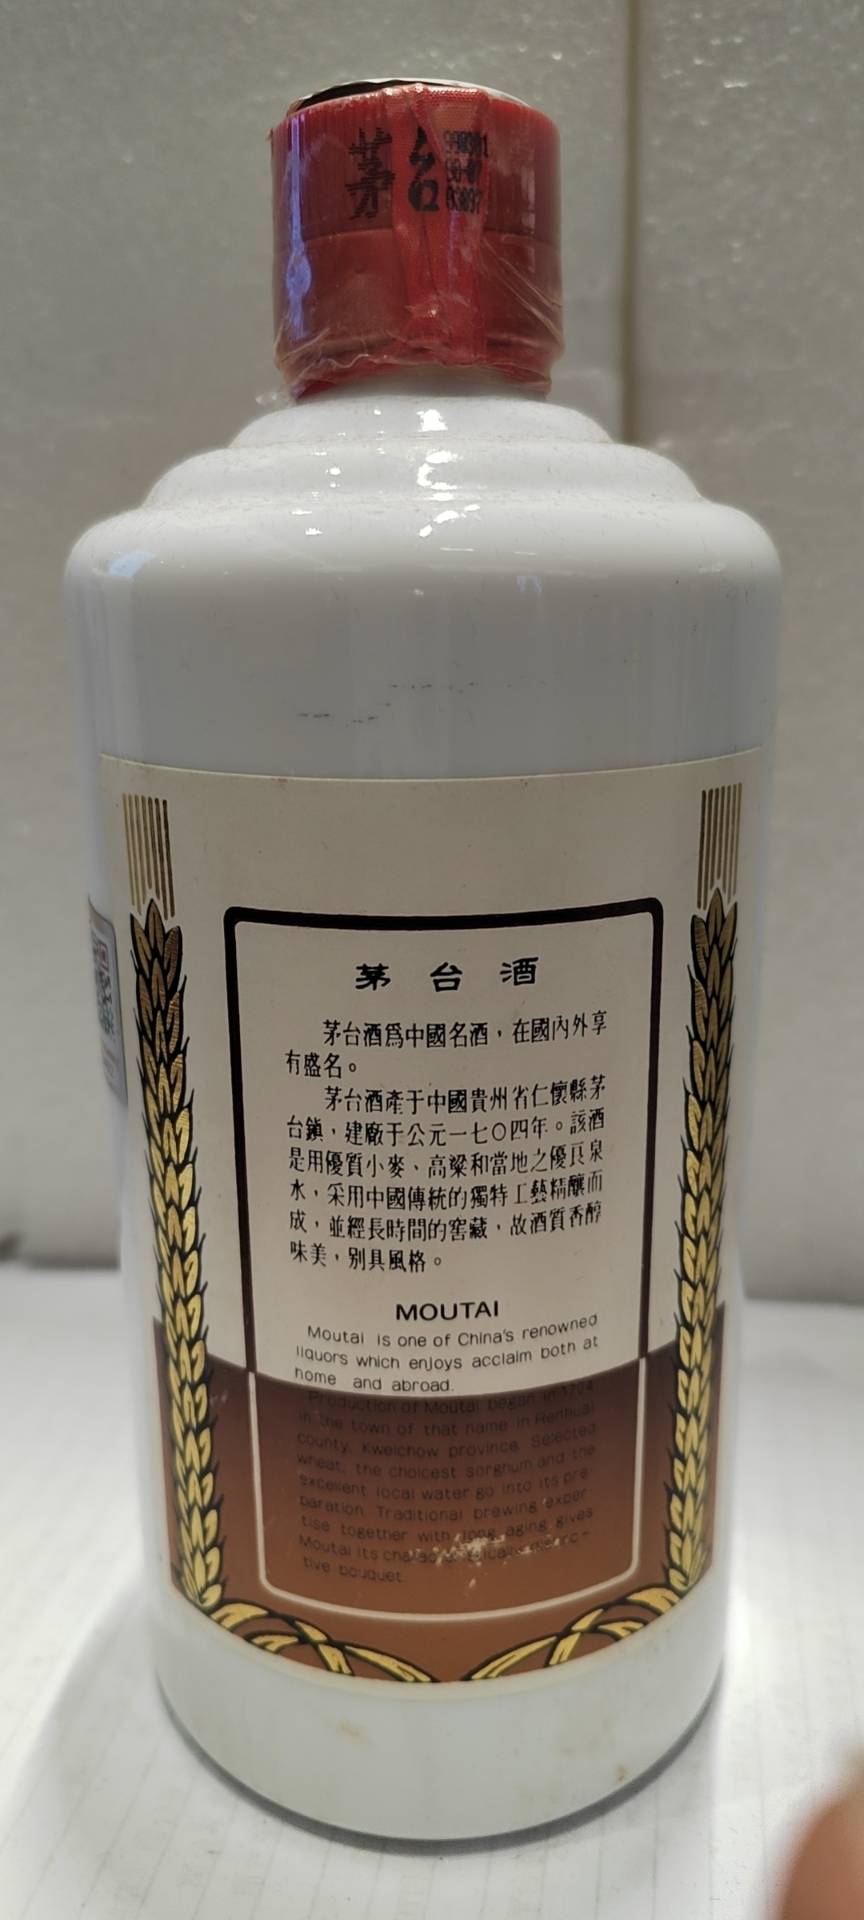 茅台
茅台酒
茅台酒爲中國名酒，在國內外享
有盛名。
茅台酒產于中國貴州省仁懷縣茅
台鎮，建廠于公元一七〇四年。該酒
是用優質小麥、高粱和當地之優良泉
水，采用中國傳統的獨特工藝精釀而
成，並經長時間的窖藏，故酒質香醇
味美，别具風格。
MOUTAI
Moutai is one of China's renowned
liquors which enjoys acclaim both at
home and abroad.
Production of Moutai began in 1704
in the town of that name in Renhuai
county, Kweichow province. Selected
wheat, the choicest sorghum and the
excellent local water go into its pre-
paration. Traditional brewing exper-
tise together with long aging gives
Moutai its
tive bouquet.